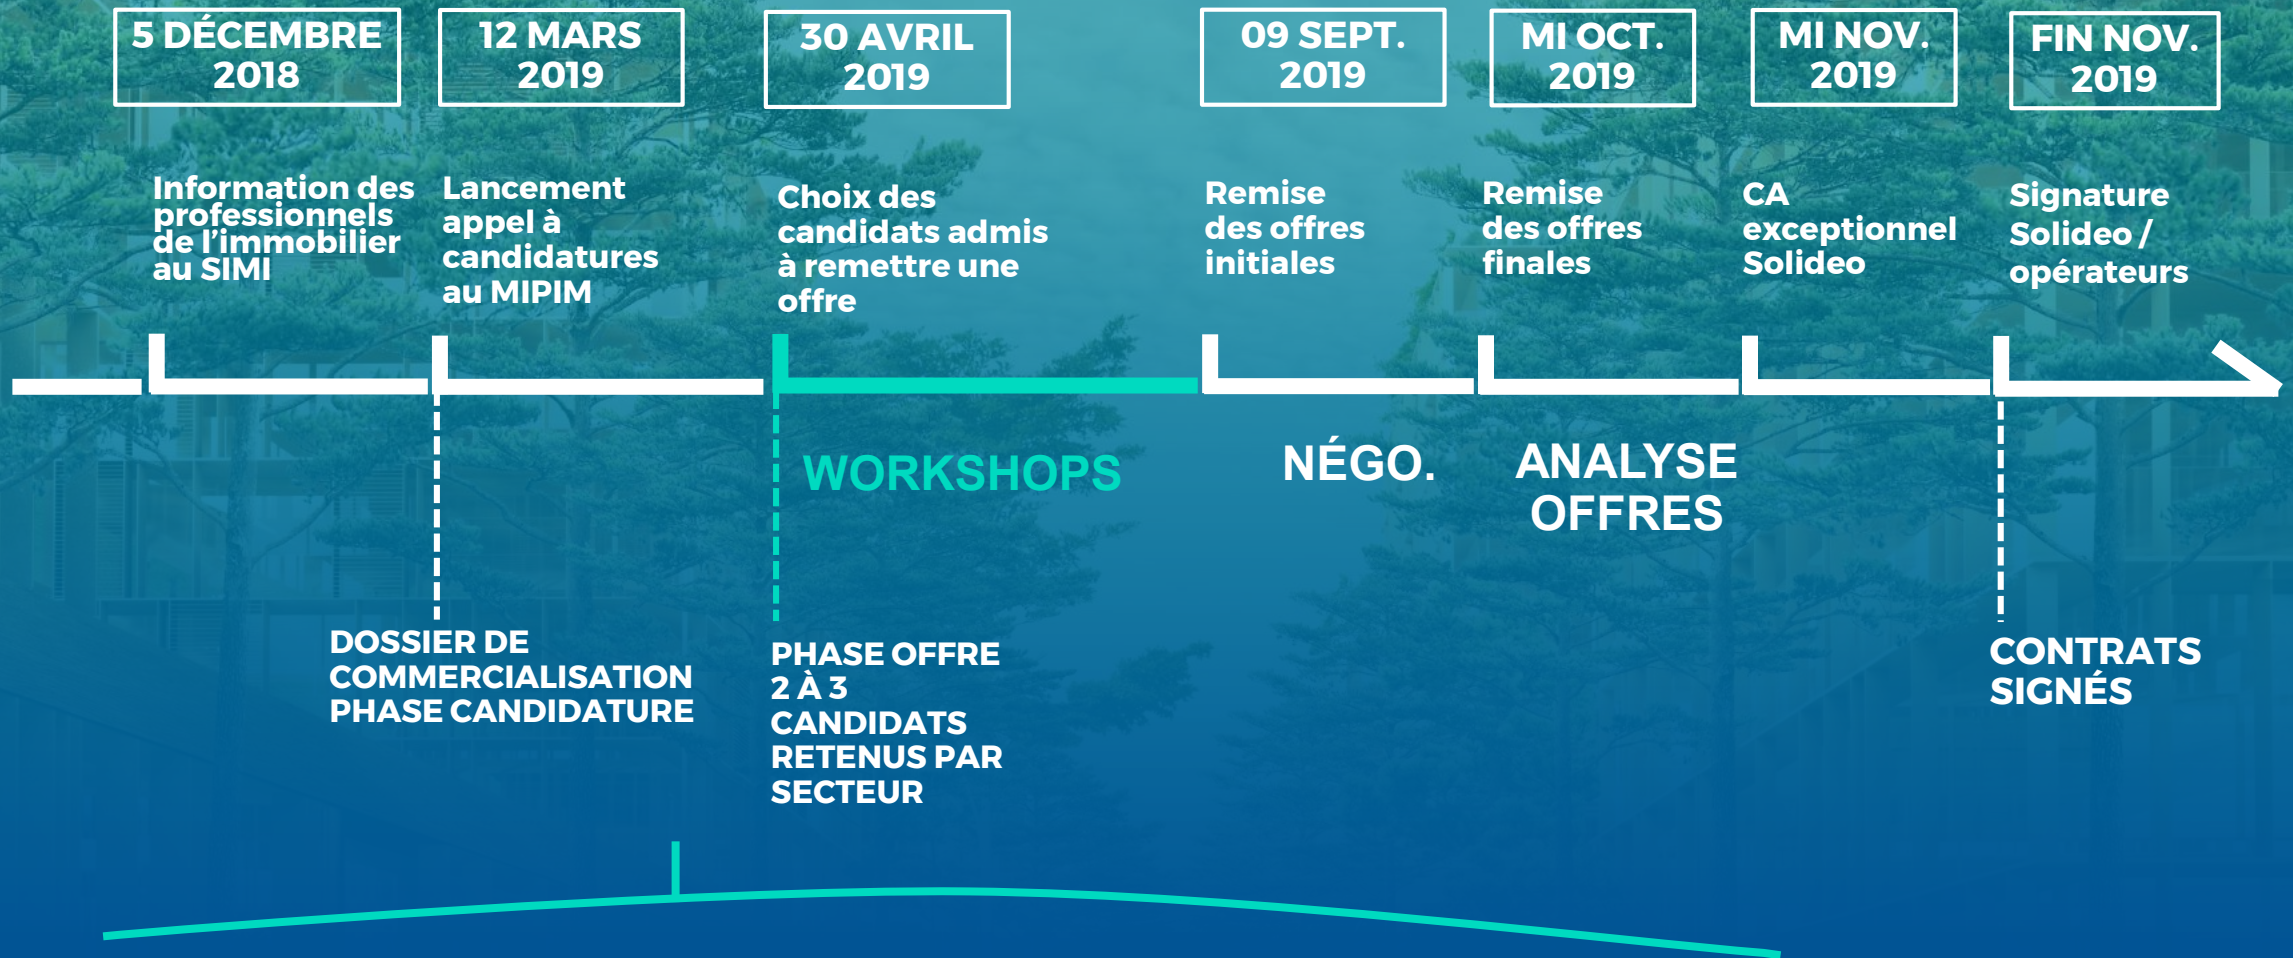 5 DÉCEMBRE
2018
12 MARS
2019
30 AVRIL
2019
09 SEPT.
2019
MI OCT.
2019
MI NOV.
2019
FIN NOV.
2019
Information des
professionnels
de l’immobilier
au SIMI
Lancement
appel à
candidatures
au MIPIM
Choix des
candidats admis
à remettre une
offre
Remise
des offres
initiales
Remise
des offres
finales
CA
exceptionnel
Solideo
Signature
Solideo /
opérateurs
WORKSHOPS
NÉGO.
ANALYSE
OFFRES
DOSSIER DE
COMMERCIALISATION
PHASE CANDIDATURE
PHASE OFFRE
2 À 3
CANDIDATS
RETENUS PAR
SECTEUR
CONTRATS
SIGNÉS